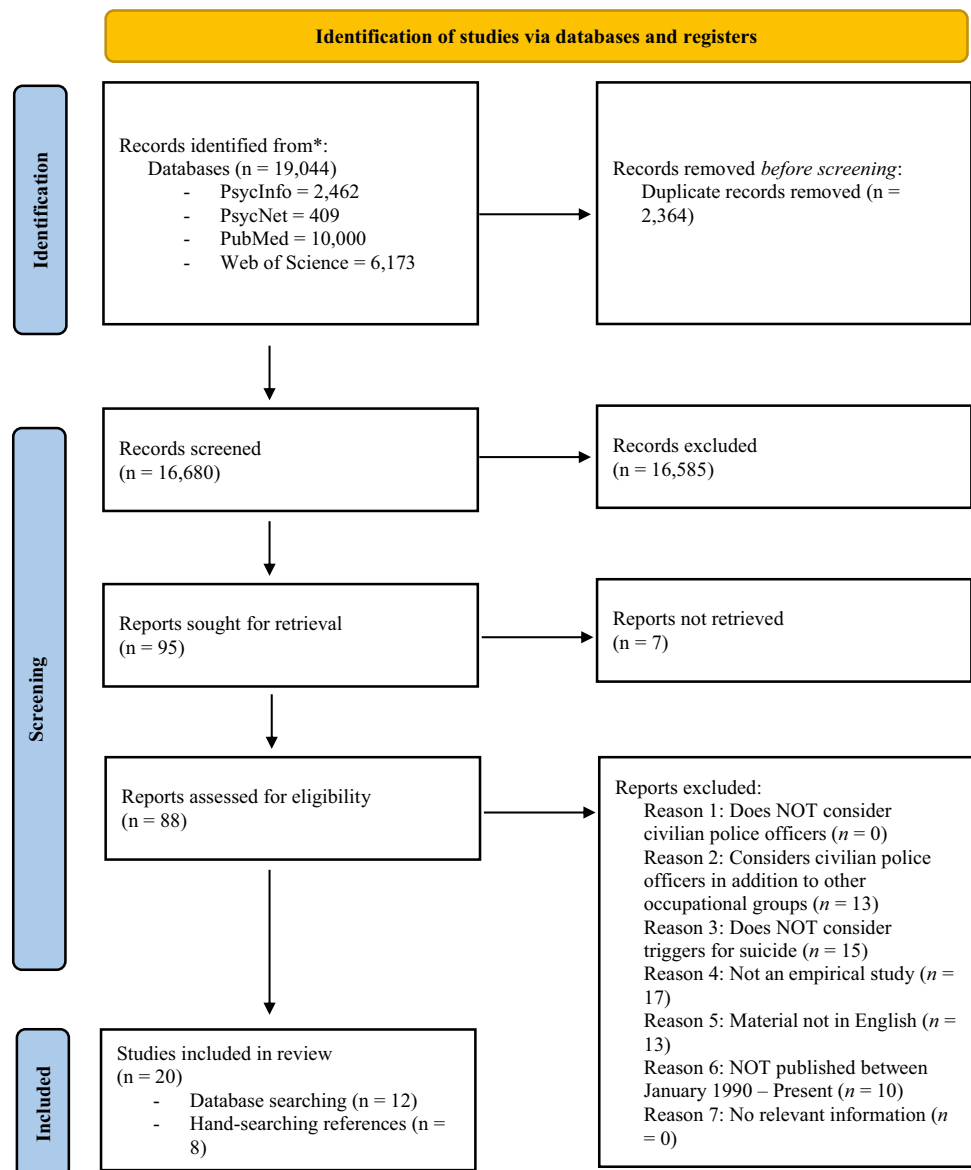 Identification of studies via databases and registers
Identification
Records identified from*:
Databases (n = 19,044)
- PsycInfo = 2,462
- PsycNet = 409
- PubMed = 10,000
- Web of Science = 6,173
Records removed before screening:
Duplicate records removed (n =
2,364)
Screening
Records screened
(n = 16,680)
Records excluded
(n = 16,585)
Reports sought for retrieval
(n = 95)
Reports not retrieved
(n = 7)
Reports assessed for eligibility
(n = 88)
Reports excluded:
Reason 1: Does NOT consider
civilian police officers (n = 0)
Reason 2: Considers civilian police
officers in addition to other
occupational groups (n = 13)
Reason 3: Does NOT consider
triggers for suicide (n = 15)
Reason 4: Not an empirical study (n =
17)
Reason 5: Material not in English (n =
13)
Reason 6: NOT published between
January 1990 – Present (n = 10)
Reason 7: No relevant information (n
= 0)
Included
Studies included in review
(n = 20)
- Database searching (n = 12)
- Hand-searching references (n =
8)